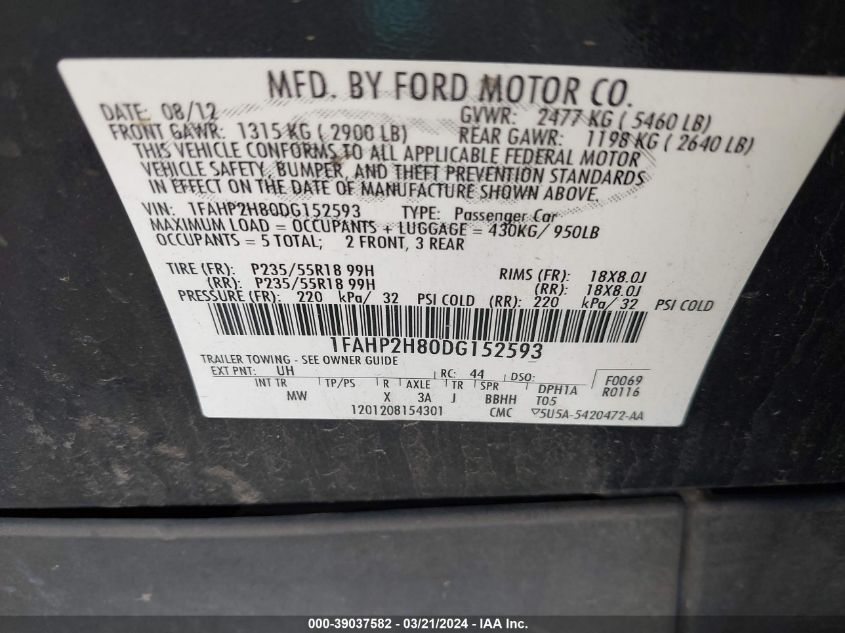 MFD. BY FORD MOTOR CO.
DATE: 08/12 GVWR: 2477 KG ( 5460 LB)
FRONT GAWR: 1315 KG ( 2900 LB) REAR GAWR: 1198 KG ( 2640 LB)
THIS VEHICLE CONFORMS TO ALL APPLICABLE FEDERAL MOTOR
VEHICLE SAFETY, BUMPER, AND THEFT PREVENTION STANDARDS
IN EFFECT ON THE DATE OF MANUFACTURE SHOWN ABOVE.
VIN: 1FAHP2H80DG152593 TYPE: Passenger Car
MAXIMUM LOAD = OCCUPANTS + LUGGAGE = 430KG/ 950LB
OCCUPANTS = 5 TOTAL; 2 FRONT, 3 REAR
TIRE (FR): P235/55R18 99H RIMS (FR): 18X8.0J
(RR): P235/55R18 99H (RR): 18X8.0J
PRESSURE (FR): 220 kPa/ 32 PSI COLD (RR): 220 kPa/ 32 PSI COLD
1FAHP2H80DG152593
TRAILER TOWING - SEE OWNER GUIDE
EXT PNT: UH RC: 44 DSO: F0069
INT TR TP/PS R AXLE TR SPR DPH1A R0116
MW X 3A J BBHH T05
1201208154301 CMC ▽5U5A-5420472-AA
000-39037582 / 03/21/2024 - IAA Inc.